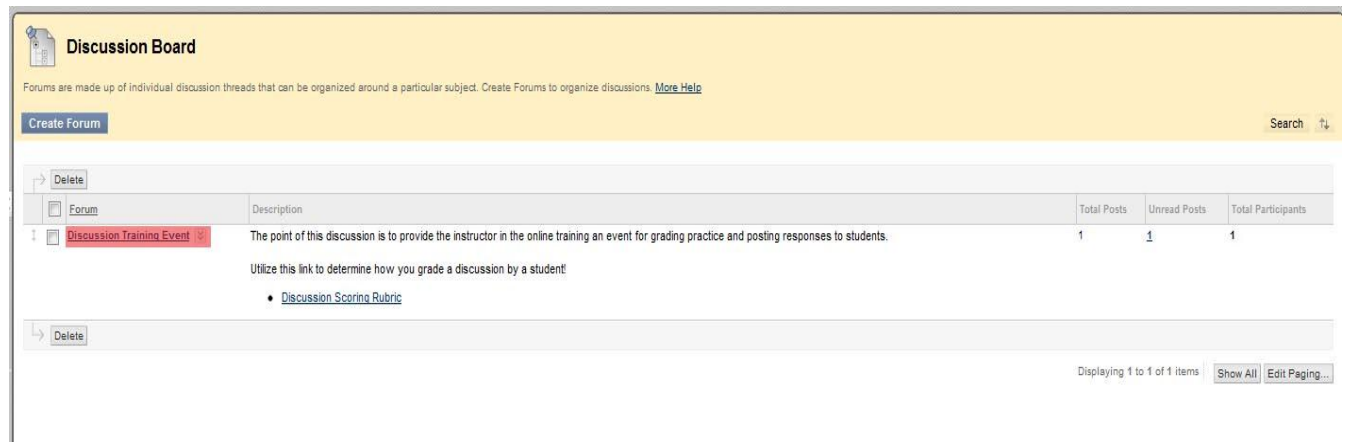 Discussion Board
Forums are made up of individual discussion threads that can be organized around a particular subject. Create Forums to organize discussions. More Help
Create Forum
Search
Delete
Forum Description Total Posts Unread Posts Total Participants
Discussion Training Event The point of this discussion is to provide the instructor in the online training an event for grading practice and posting responses to students. 1 1 1
Utilize this link to determine how you grade a discussion by a student!
• Discussion Scoring Rubric
Delete
Displaying 1 to 1 of 1 items Show All Edit Paging...